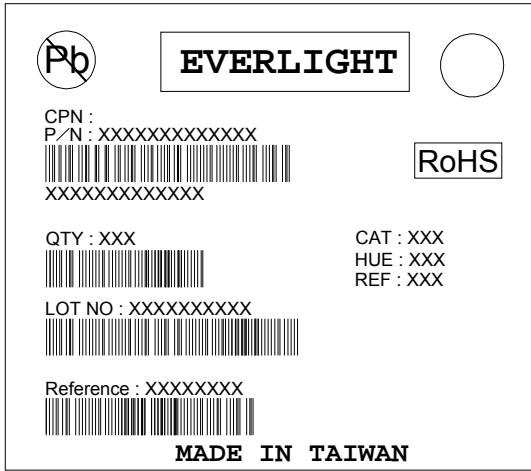 Pb
EVERLIGHT
CPN :
P/N : XXXXXXXXXXXXX
RoHS
XXXXXXXXXXXXX
QTY : XXX
CAT : XXX
HUE : XXX
REF : XXX
LOT NO : XXXXXXXXXX
Reference : XXXXXXXX
MADE IN TAIWAN